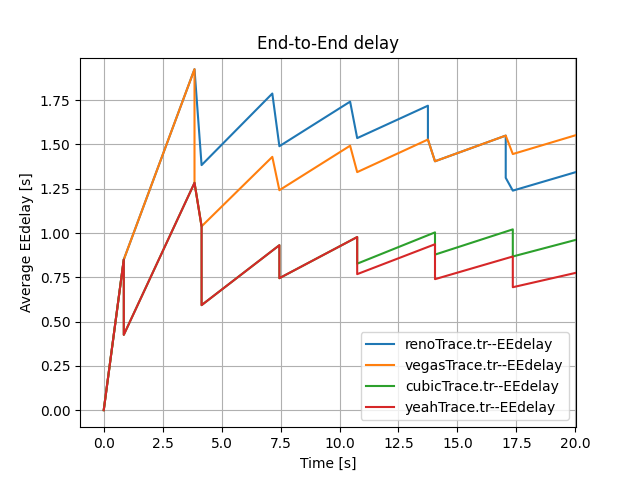 End-to-End delay
Average EEdelay [s]
1.75
1.50
1.25
1.00
0.75
0.50
0.25
0.00
renoTrace.tr--EEdelay
vegasTrace.tr--EEdelay
cubicTrace.tr--EEdelay
yeahTrace.tr--EEdelay
0.0 2.5 5.0 7.5 10.0 12.5 15.0 17.5 20.0
Time [s]